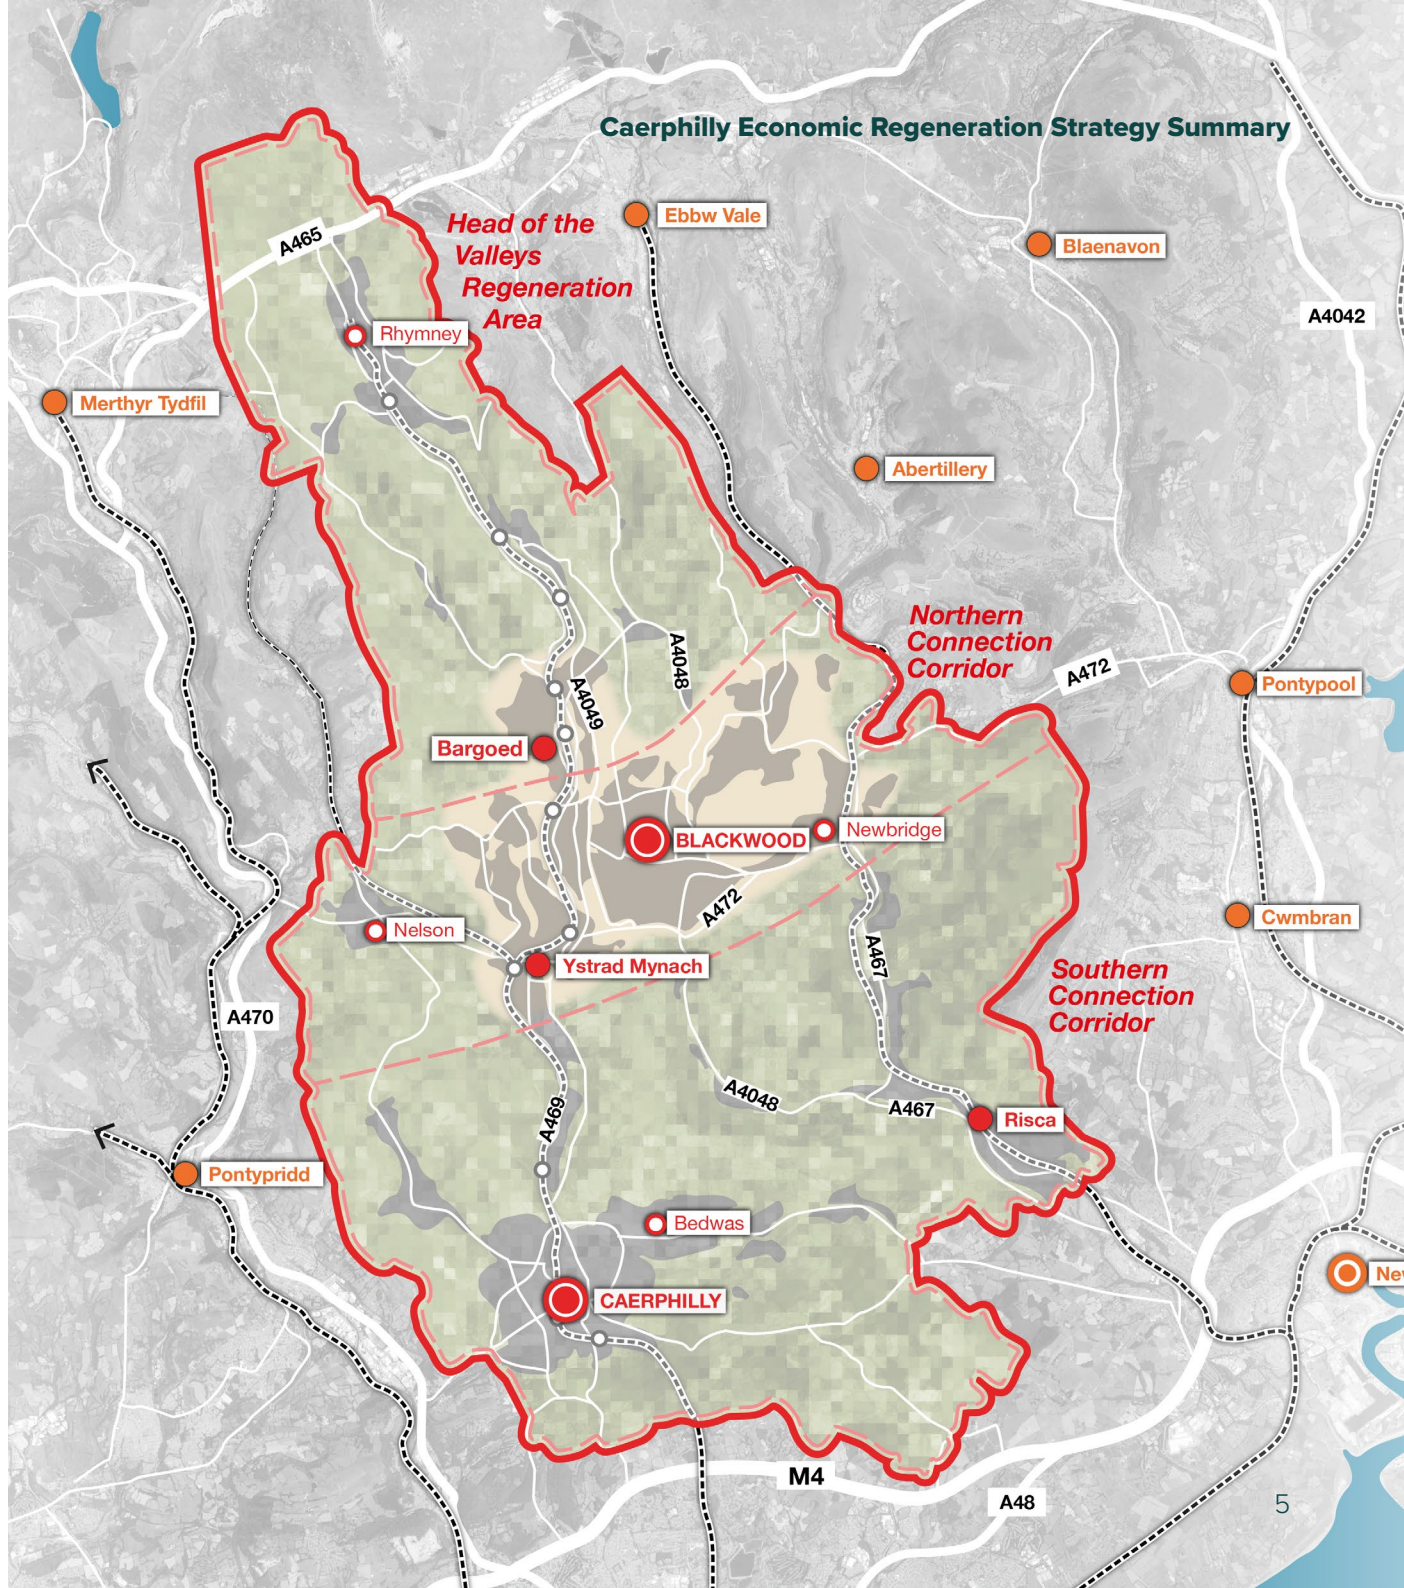 Caerphilly Economic Regeneration Strategy Summary
Ebbw Vale
Head of the
Valleys
Regeneration
Area
A465
Blaenavon
A4042
Rhymney
Merthyr Tydfil
Abertillery
Northern
Connection
Corridor
A4048
A472
Pontypool
A4049
Bargoed
BLACKWOOD
Newbridge
A472
Nelson
Cwmbran
Ystrad Mynach
A467
Southern
Connection
Corridor
A470
A4048
A469
A467
Risca
Pontypridd
Bedwas
CAERPHILLY
M4
A48
5